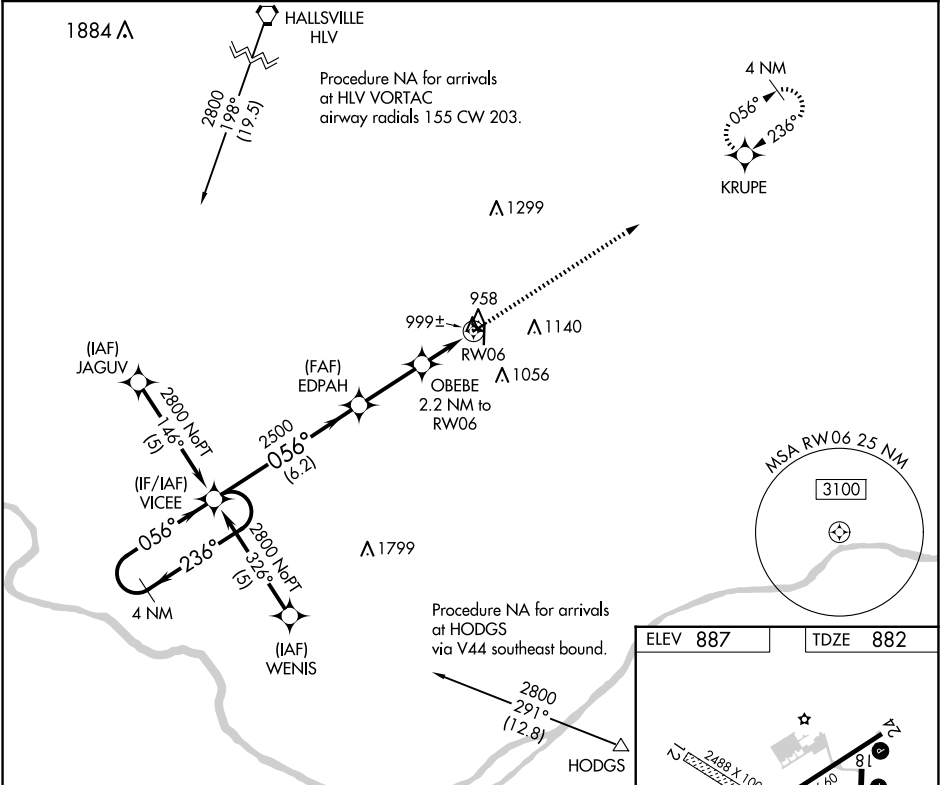 1884
HALLSVILLE
HLV
Procedure NA for arrivals
at HLV VORTAC
airway radials 155 CW 203.
2800
198°
(19.5)
4 NM
056°
236°
KRUPE
1299
958
999±
1140
RW06
1056
(IAF)
JAGUV
2800 NoPT
146°
(5)
(FAF)
EDPAH
OBEBE
2.2 NM to
RW06
2500
056°
(6.2)
(IF/IAF)
VICEE
056°
236°
4 NM
2800 NoPT
326°
(5)
1799
(IAF)
WENIS
MSA RW06 25 NM
3100
Procedure NA for arrivals
at HODGS
via V44 southeast bound.
2800
291°
(12.8)
HODGS
ELEV 887
TDZE 882
12
2488 X 100
24
P
18